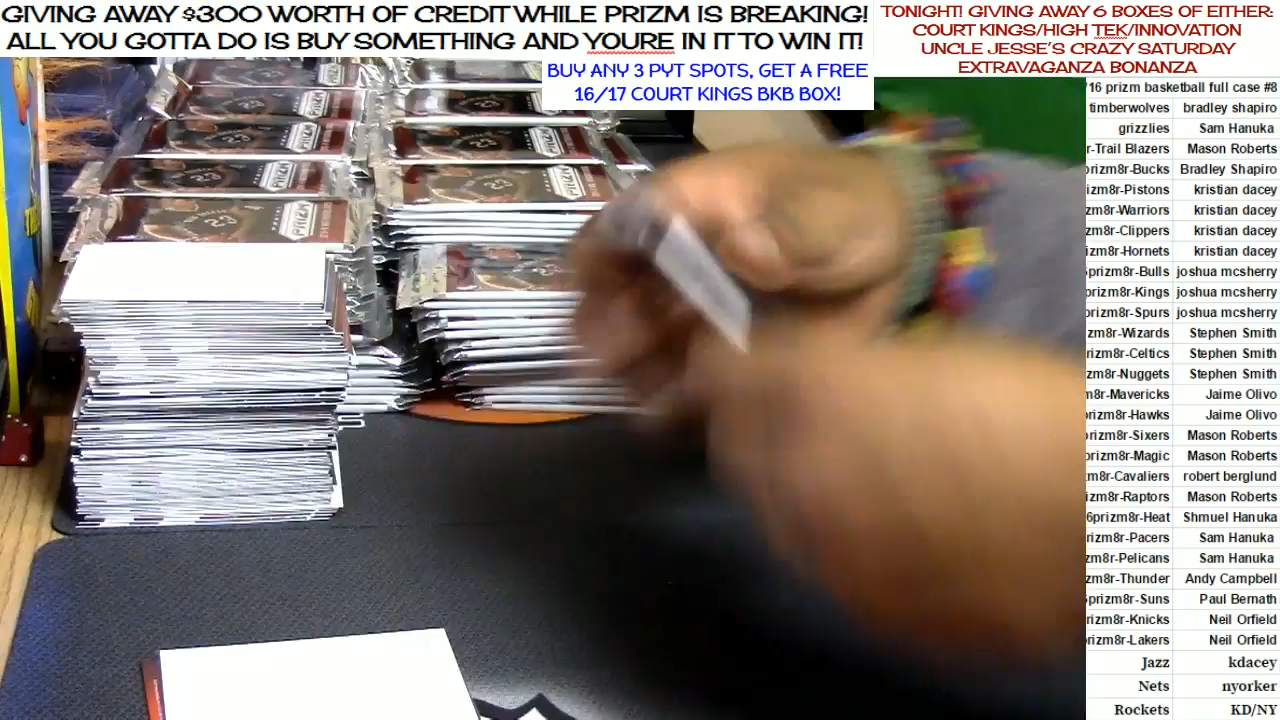 GIVING AWAY $300 WORTH OF CREDIT WHILE PRIZM IS BREAKING!
ALL YOU GOTTA DO IS BUY SOMETHING AND YOURE IN IT TO WIN IT!
BUY ANY 3 PYT SPOTS, GET A FREE
16/17 COURT KINGS BKB BOX!
TONIGHT! GIVING AWAY 6 BOXES OF EITHER:
COURT KINGS/HIGH TEK/INNOVATION
UNCLE JESSE'S CRAZY SATURDAY
EXTRAVAGANZA BONANZA
16 prizm basketball full case #8
timberwolves bradley shapiro
grizzlies Sam Hanuka
r-Trail Blazers Mason Roberts
prizm8r-Bucks Bradley Shapiro
izm8r-Pistons kristian dacey
zm8r-Warriors kristian dacey
zm8r-Clippers kristian dacey
izm8r-Hornets kristian dacey
prizm8r-Bulls joshua mcsherry
prizm8r-Kings joshua mcsherry
prizm8r-Spurs joshua mcsherry
zm8r-Wizards Stephen Smith
rizm8r-Celtics Stephen Smith
rizm8r-Nuggets Stephen Smith
m8r-Mavericks Jaime Olivo
rizm8r-Hawks Jaime Olivo
rizm8r-Sixers Mason Roberts
rizm8r-Magic Mason Roberts
zm8r-Cavaliers robert berglund
izm8r-Raptors Mason Roberts
6prizm8r-Heat Shmuel Hanuka
rizm8r-Pacers Sam Hanuka
zm8r-Pelicans Sam Hanuka
zm8r-Thunder Andy Campbell
prizm8r-Suns Paul Bernath
rizm8r-Knicks Neil Orfield
rizm8r-Lakers Neil Orfield
Jazz kdacey
Nets nyorker
Rockets KD/NY
PRIZM
23
PRIZM
23